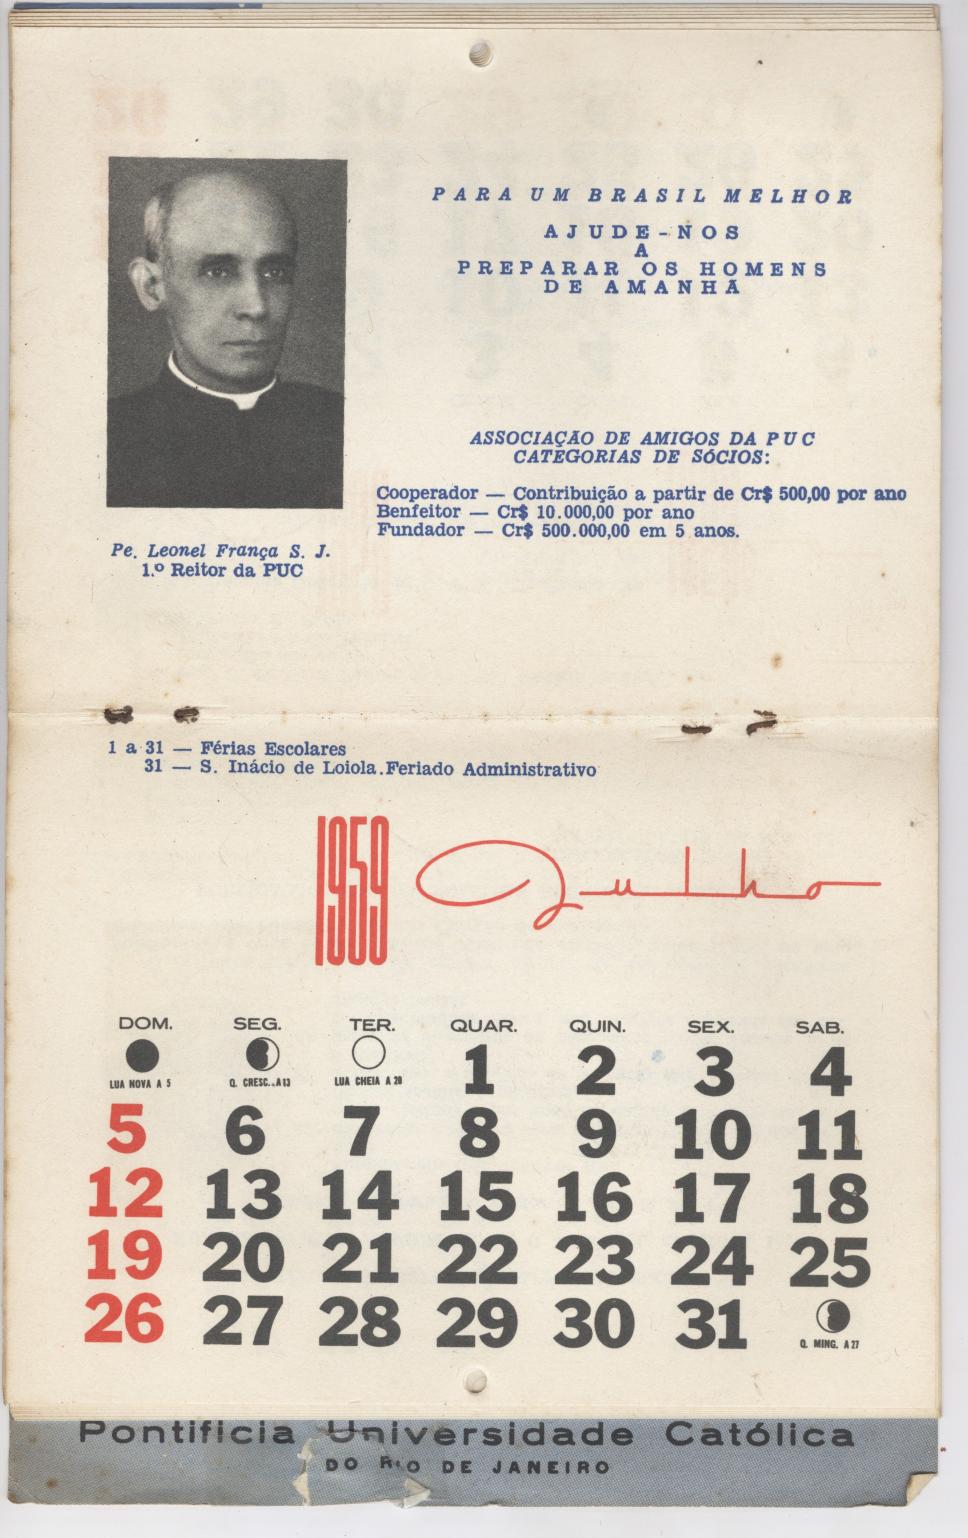 PARA UM BRASIL MELHOR
AJUDE-NOS
A
PREPARAR OS HOMENS
DE AMANHÃ
ASSOCIAÇÃO DE AMIGOS DA PUC
CATEGORIAS DE SÓCIOS:
Cooperador — Contribuição a partir de Cr$ 500,00 por ano
Benfeitor — Cr$ 10.000,00 por ano
Fundador — Cr$ 500.000,00 em 5 anos.
Pe. Leonel França S. J.
1.º Reitor da PUC
1 a 31 — Férias Escolares
31 — S. Inácio de Loiola. Feriado Administrativo
1959 Julho
DOM. SEG. TER. QUAR. QUIN. SEX. SAB.
1 2 3 4
LUA NOVA A 5 Q. CRESC. A 13 LUA CHEIA A 20
5 6 7 8 9 10 11
12 13 14 15 16 17 18
19 20 21 22 23 24 25
26 27 28 29 30 31
Q. MING. A 27
Pontificia Universidade Católica
DO RIO DE JANEIRO